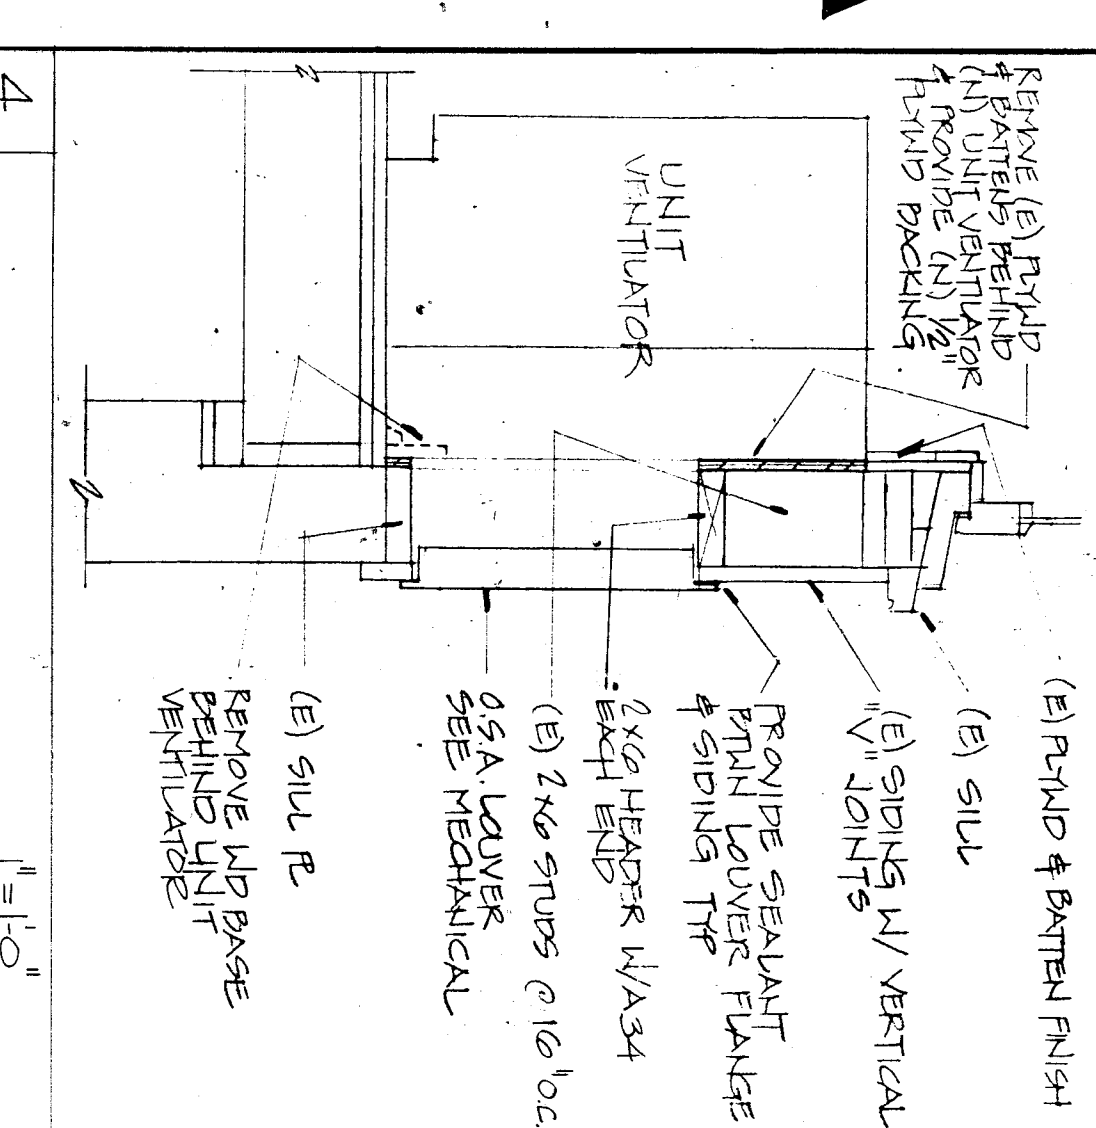 REMOVE (E) PLYWD
& BATTENS BEHIND
(N) UNIT VENTILATOR
& PROVIDE (N) 1/2"
PLYWD BACKING
UNIT
VENTILATOR
(E) PLYWD & BATTEN FINISH
(E) SILL
(E) SIDING W/ VERTICAL
"V" JOINTS
PROVIDE SEALANT
BTWN LOUVER FLANGE
& SIDING TYP
2X6 HEADER W/A34
EACH END
(E) 2X6 STUDS @ 16" O.C.
O.S.A. LOUVER
SEE MECHANICAL
(E) SILL PL
REMOVE WD BASE
BEHIND UNIT
VENTILATOR
4
1"=1'-0"